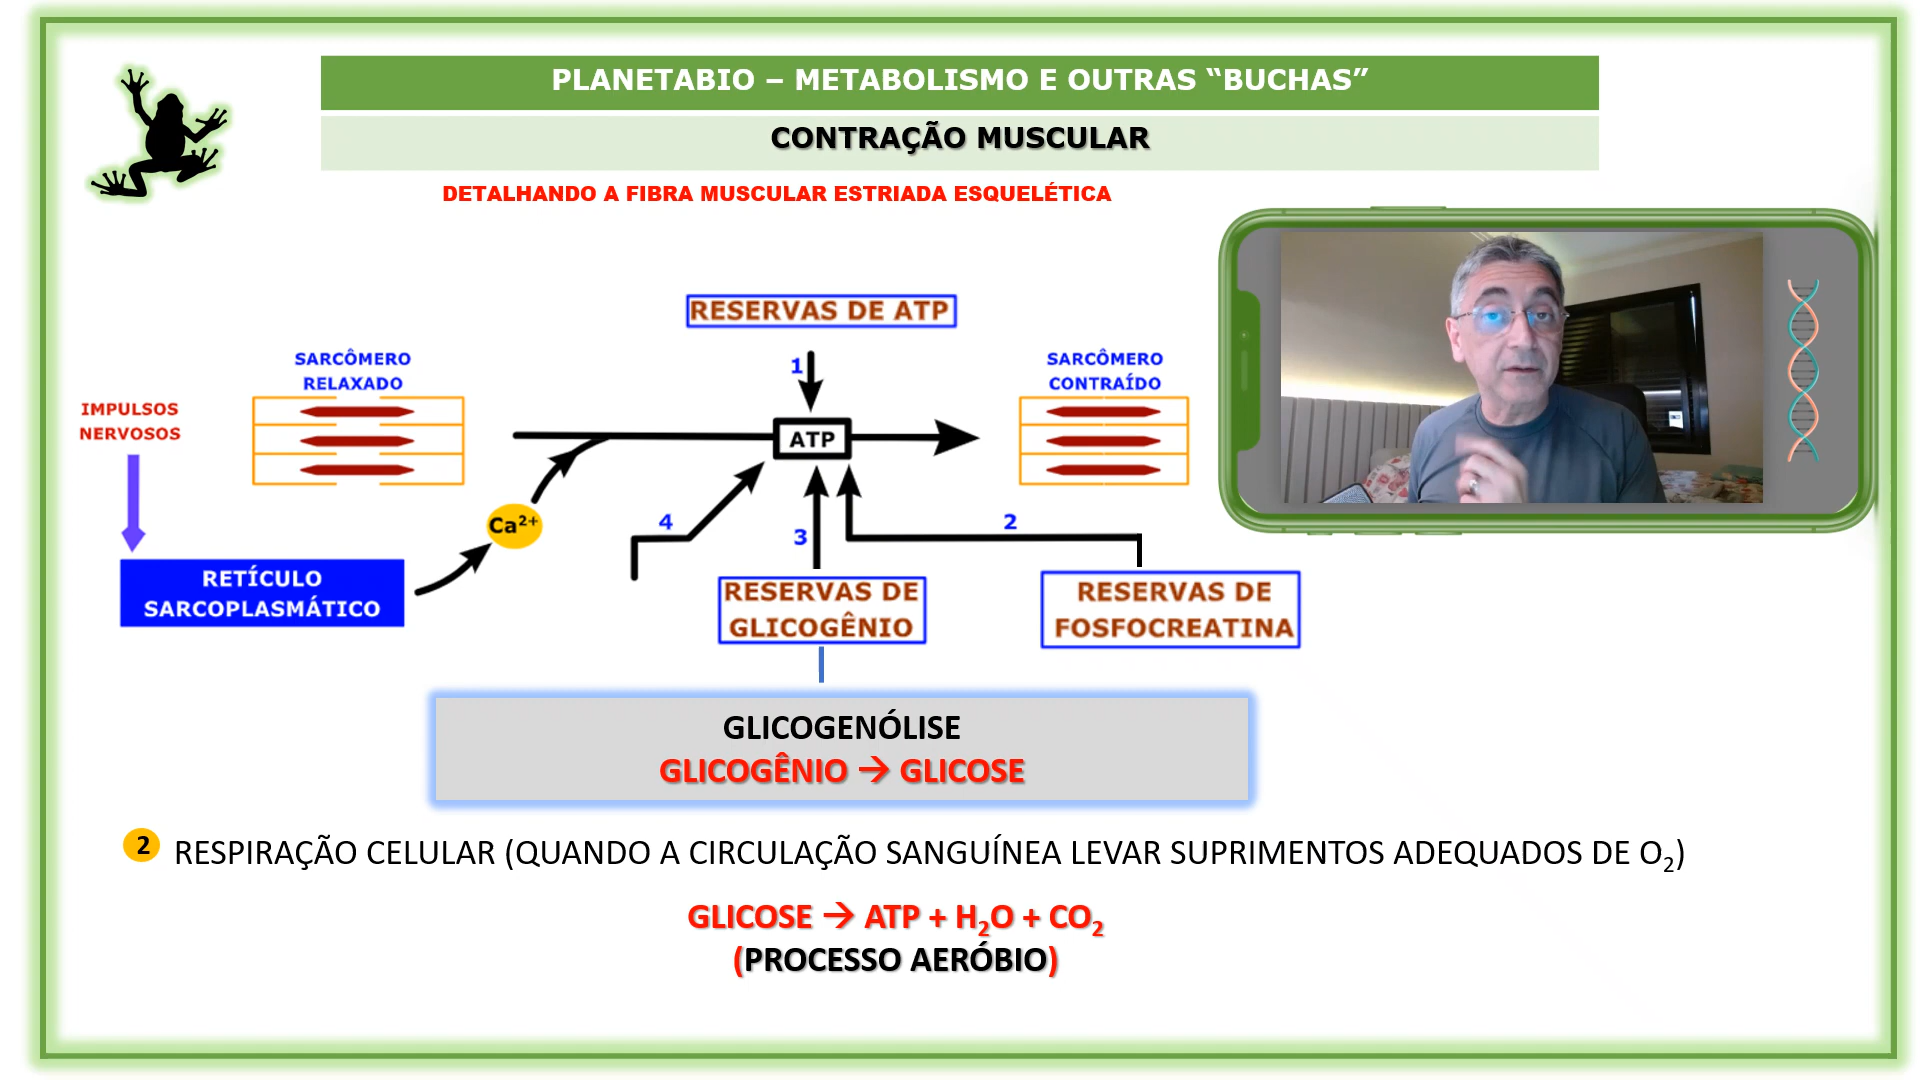 PLANETABIO – METABOLISMO E OUTRAS “BUCHAS”
CONTRAÇÃO MUSCULAR
DETALHANDO A FIBRA MUSCULAR ESTRIADA ESQUELÉTICA
RESERVAS DE ATP
1
SARCÔMERO
RELAXADO
SARCÔMERO
CONTRAÍDO
IMPULSOS
NERVOSOS
ATP
Ca²⁺
4
3
2
RETÍCULO
SARCOPLASMÁTICO
RESERVAS DE
GLICOGÊNIO
RESERVAS DE
FOSFOCREATINA
GLICOGENÓLISE
GLICOGÊNIO → GLICOSE
2 RESPIRAÇÃO CELULAR (QUANDO A CIRCULAÇÃO SANGUÍNEA LEVAR SUPRIMENTOS ADEQUADOS DE O₂)
GLICOSE → ATP + H₂O + CO₂
(PROCESSO AERÓBIO)